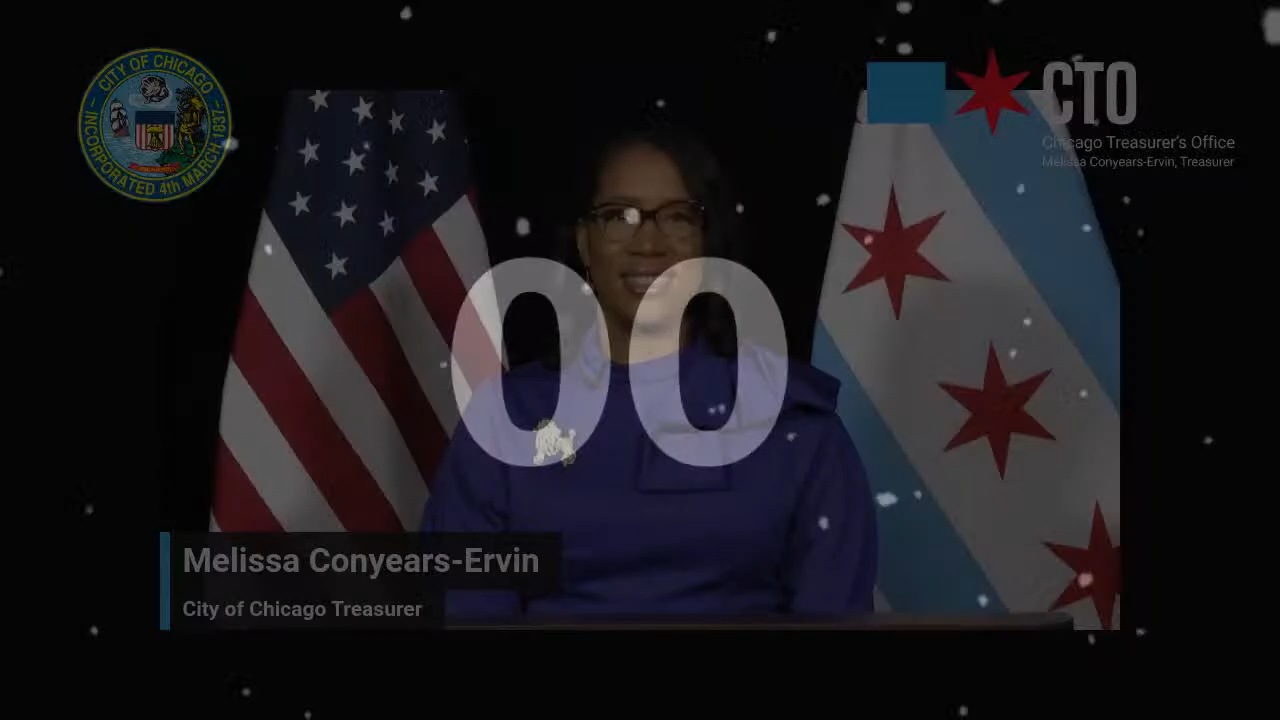 CITY OF CHICAGO
INCORPORATED 4th MARCH 1837
CTO
Chicago Treasurer's Office
Melissa Conyears-Ervin, Treasurer
00
Melissa Conyears-Ervin
City of Chicago Treasurer